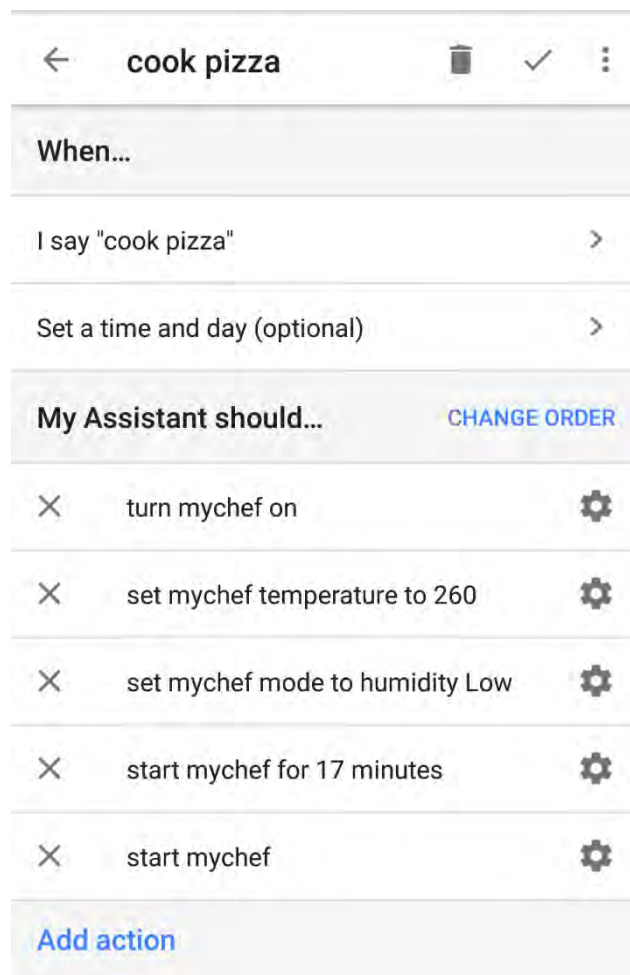 cook pizza
When...
I say "cook pizza"
Set a time and day (optional)
My Assistant should...
CHANGE ORDER
turn mychef on
set mychef temperature to 260
set mychef mode to humidity Low
start mychef for 17 minutes
start mychef
Add action